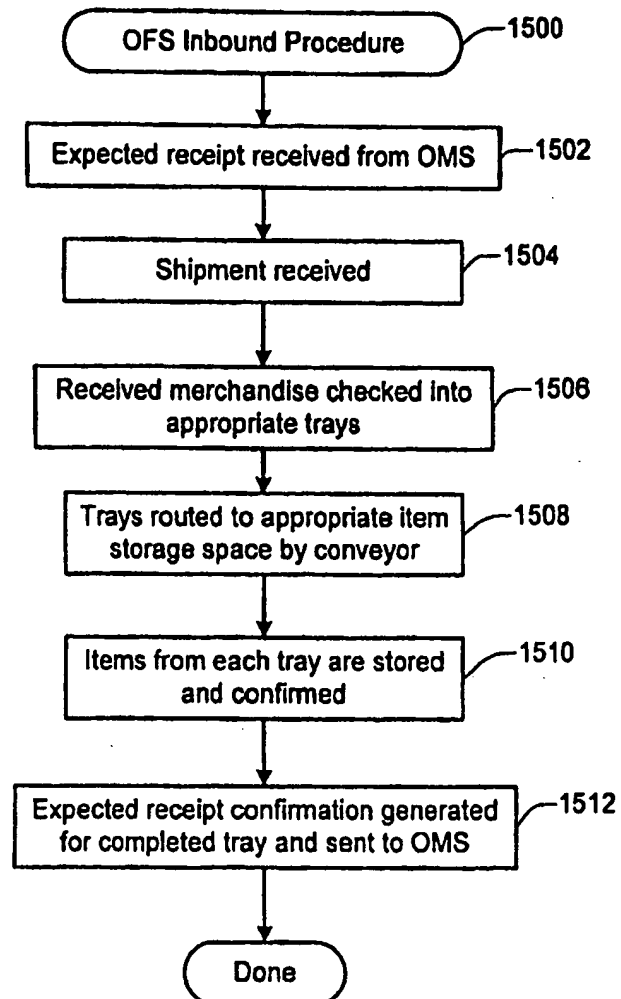 OFS Inbound Procedure
1500
Expected receipt received from OMS
1502
Shipment received
1504
Received merchandise checked into
appropriate trays
1506
Trays routed to appropriate item
storage space by conveyor
1508
Items from each tray are stored
and confirmed
1510
Expected receipt confirmation generated
for completed tray and sent to OMS
1512
Done